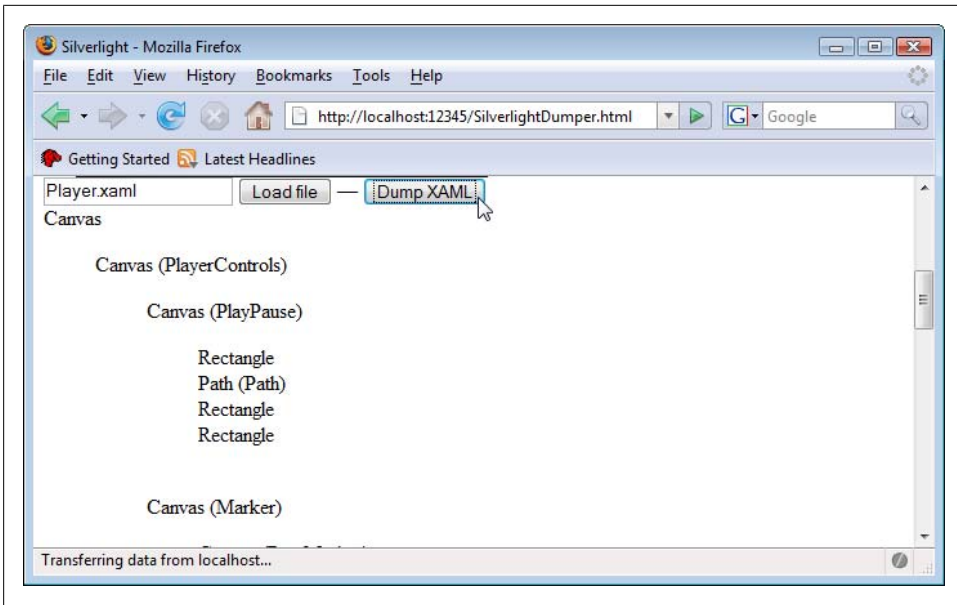 Silverlight - Mozilla Firefox
File Edit View History Bookmarks Tools Help
http://localhost:12345/SilverlightDumper.html
G Google
Getting Started Latest Headlines
Player.xaml Load file — Dump XAML
Canvas
Canvas (PlayerControls)
Canvas (PlayPause)
Rectangle
Path (Path)
Rectangle
Rectangle
Canvas (Marker)
Transferring data from localhost...